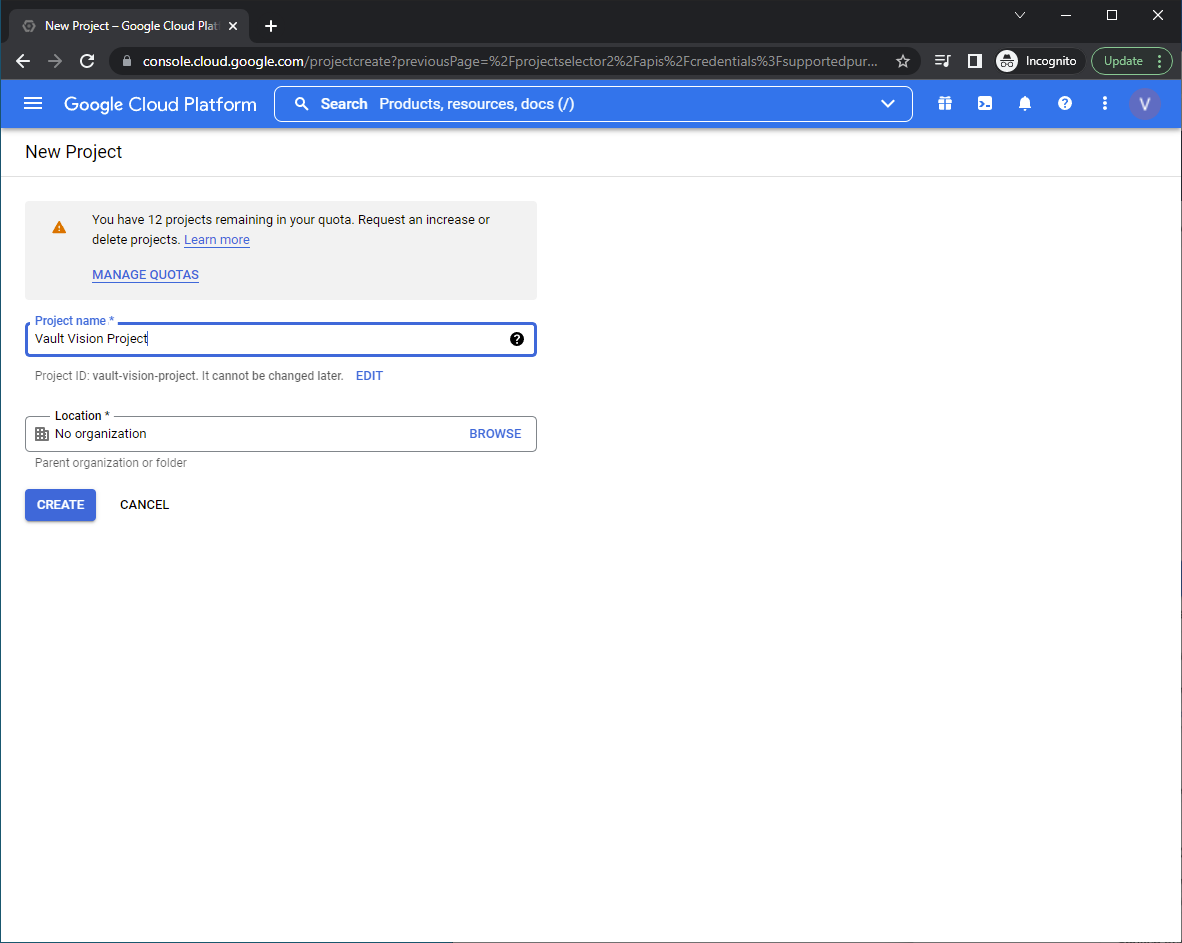 New Project – Google Cloud Plat
console.cloud.google.com/projectcreate?previousPage=%2Fprojectselector2%2Fapis%2Fcredentials%3Fsupportedpur...
Incognito
Update
Google Cloud Platform
Search Products, resources, docs (/)
V
New Project
You have 12 projects remaining in your quota. Request an increase or
delete projects. Learn more
MANAGE QUOTAS
Project name *
Vault Vision Project
Project ID: vault-vision-project. It cannot be changed later. EDIT
Location *
No organization
BROWSE
Parent organization or folder
CREATE
CANCEL